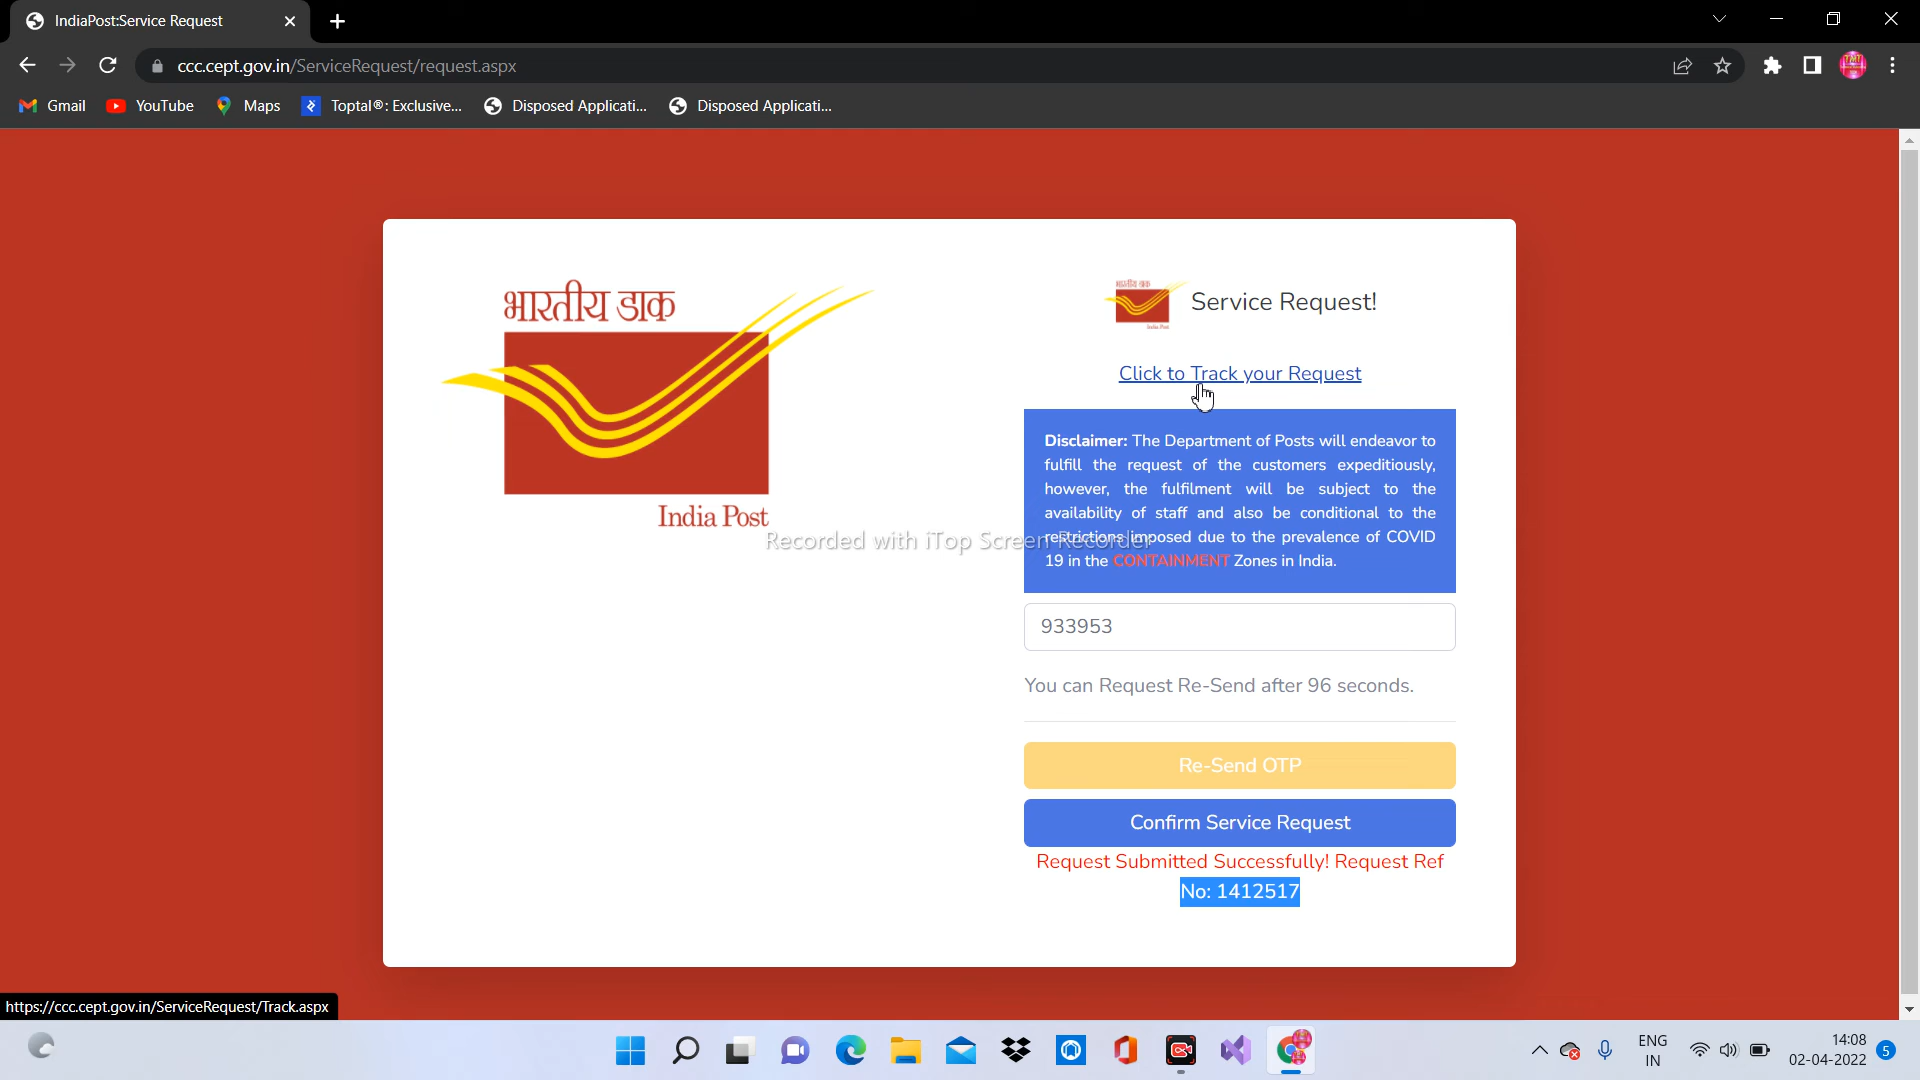 IndiaPost:Service Request
ccc.cept.gov.in/ServiceRequest/request.aspx
Gmail
YouTube
Maps
Toptal®: Exclusive...
Disposed Applicati...
Disposed Applicati...
भारतीय डाक
India Post
Service Request!
Click to Track your Request
Disclaimer: The Department of Posts will endeavor to
fulfill the request of the customers expeditiously,
however, the fulfilment will be subject to the
availability of staff and also be conditional to the
restrictions imposed due to the prevalence of COVID
19 in the CONTAINMENT Zones in India.
Recorded with iTop Screen Recorder
933953
You can Request Re-Send after 96 seconds.
Re-Send OTP
Confirm Service Request
Request Submitted Successfully! Request Ref
No: 1412517
https://ccc.cept.gov.in/ServiceRequest/Track.aspx
ENG
IN
14:08
02-04-2022
5